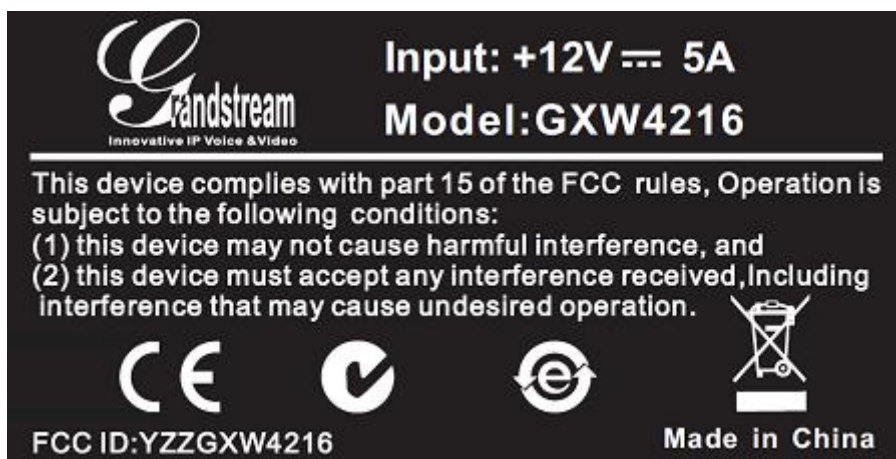 Grandstream
Innovative IP Voice &Video
Input: +12V ⎓ 5A
Model:GXW4216
This device complies with part 15 of the FCC rules, Operation is
subject to the following conditions:
(1) this device may not cause harmful interference, and
(2) this device must accept any interference received,Including
interference that may cause undesired operation.
CE
e
FCC ID:YZZGXW4216
Made in China